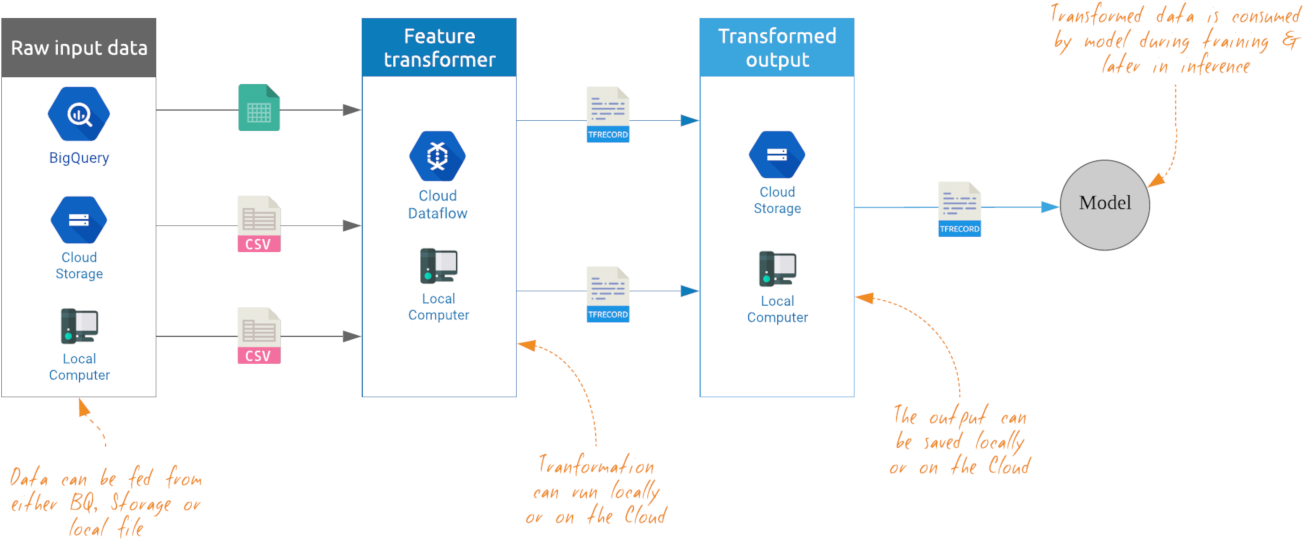 Raw input data
BigQuery
Cloud
Storage
Local
Computer
CSV
CSV
Feature
transformer
Cloud
Dataflow
Local
Computer
TFRECORD
TFRECORD
Transformed
output
Cloud
Storage
Local
Computer
TFRECORD
Model
Transformed data is consumed
by model during training &
later in inference
Data can be fed from
either BQ, Storage or
local file
Tranformation
can run locally
or on the Cloud
The output can
be saved locally
or on the Cloud